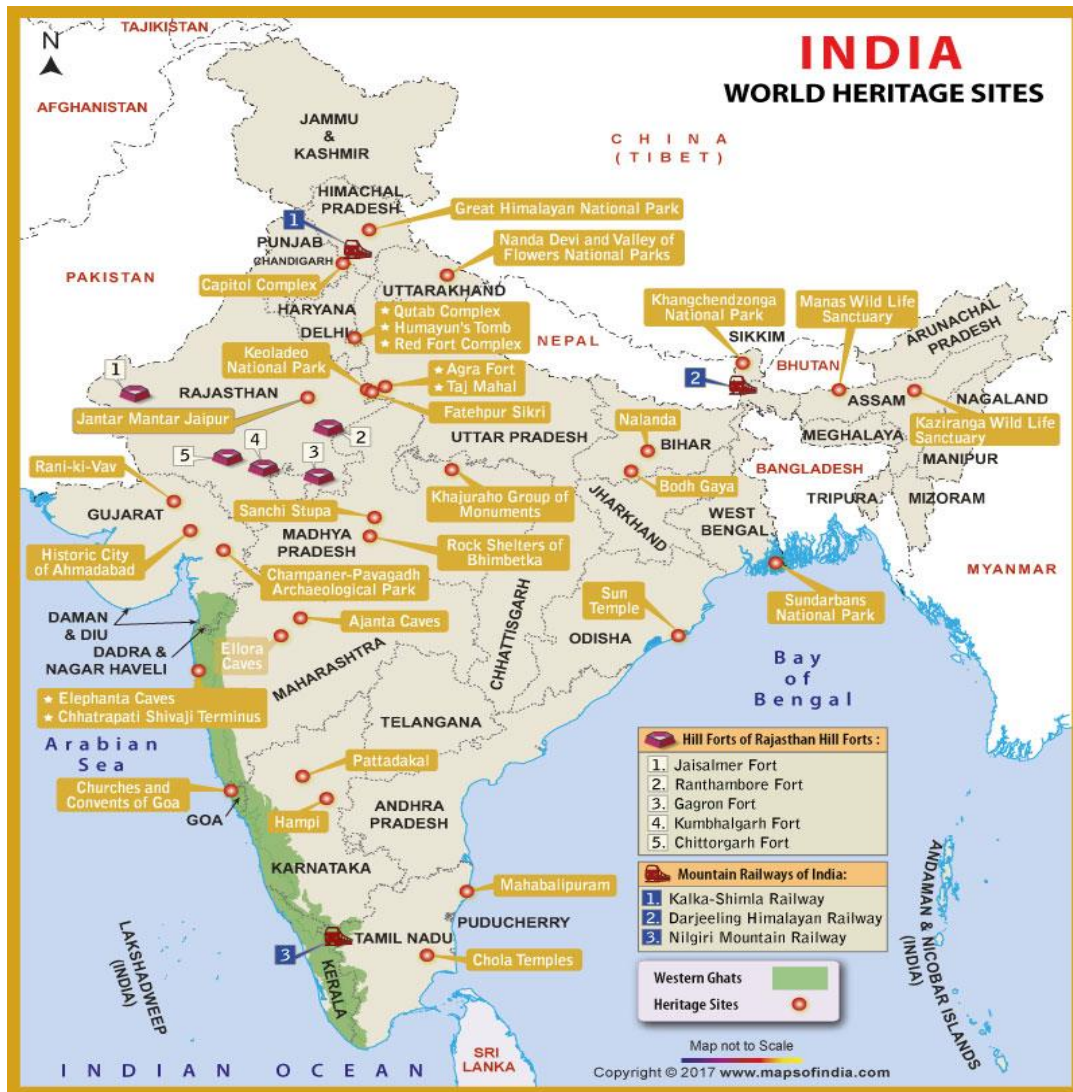 INDIA
WORLD HERITAGE SITES
N
TAJIKISTAN
AFGHANISTAN
JAMMU
&
KASHMIR
CHINA
(TIBET)
HIMACHAL
PRADESH
Great Himalayan National Park
1
PUNJAB
CHANDIGARH
Nanda Devi and Valley of
Flowers National Parks
PAKISTAN
Capitol Complex
UTTARAKHAND
HARYANA
DELHI
★ Qutab Complex
★ Humayun's Tomb
★ Red Fort Complex
NEPAL
Khangchendzonga
National Park
SIKKIM
Manas Wild Life
Sanctuary
ARUNACHAL
PRADESH
BHUTAN
2
Keoladeo
National Park
★ Agra Fort
★ Taj Mahal
1
RAJASTHAN
Jantar Mantar Jaipur
Fatehpur Sikri
ASSAM
NAGALAND
Kaziranga Wild Life
Sanctuary
MEGHALAYA
MANIPUR
2
UTTAR PRADESH
Nalanda
BIHAR
5
4
3
Rani-ki-Vav
Khajuraho Group of
Monuments
Bodh Gaya
BANGLADESH
TRIPURA
MIZORAM
GUJARAT
Sanchi Stupa
JHARKHAND
WEST
BENGAL
MADHYA
PRADESH
Rock Shelters of
Bhimbetka
Historic City
of Ahmadabad
Champaner-Pavagadh
Archaeological Park
MYANMAR
CHHATTISGARH
Sun
Temple
Sundarbans
National Park
DAMAN
& DIU
DADRA &
NAGAR HAVELI
Ajanta Caves
Ellora
Caves
ODISHA
MAHARASHTRA
Bay
of
Bengal
★ Elephanta Caves
★ Chhatrapati Shivaji Terminus
TELANGANA
Arabian
Sea
Pattadakal
Churches and
Convents of Goa
GOA
Hampi
ANDHRA
PRADESH
KARNATAKA
Mahabalipuram
PUDUCHERRY
3
TAMIL NADU
Chola Temples
KERALA
LAKSHADWEEP
(INDIA)
ANDAMAN & NICOBAR ISLANDS
(INDIA)
INDIAN OCEAN
SRI
LANKA
Hill Forts of Rajasthan Hill Forts :
1. Jaisalmer Fort
2. Ranthambore Fort
3. Gagron Fort
4. Kumbhalgarh Fort
5. Chittorgarh Fort
Mountain Railways of India:
1. Kalka-Shimla Railway
2. Darjeeling Himalayan Railway
3. Nilgiri Mountain Railway
Western Ghats
Heritage Sites
Map not to Scale
Copyright © 2017 www.mapsofindia.com